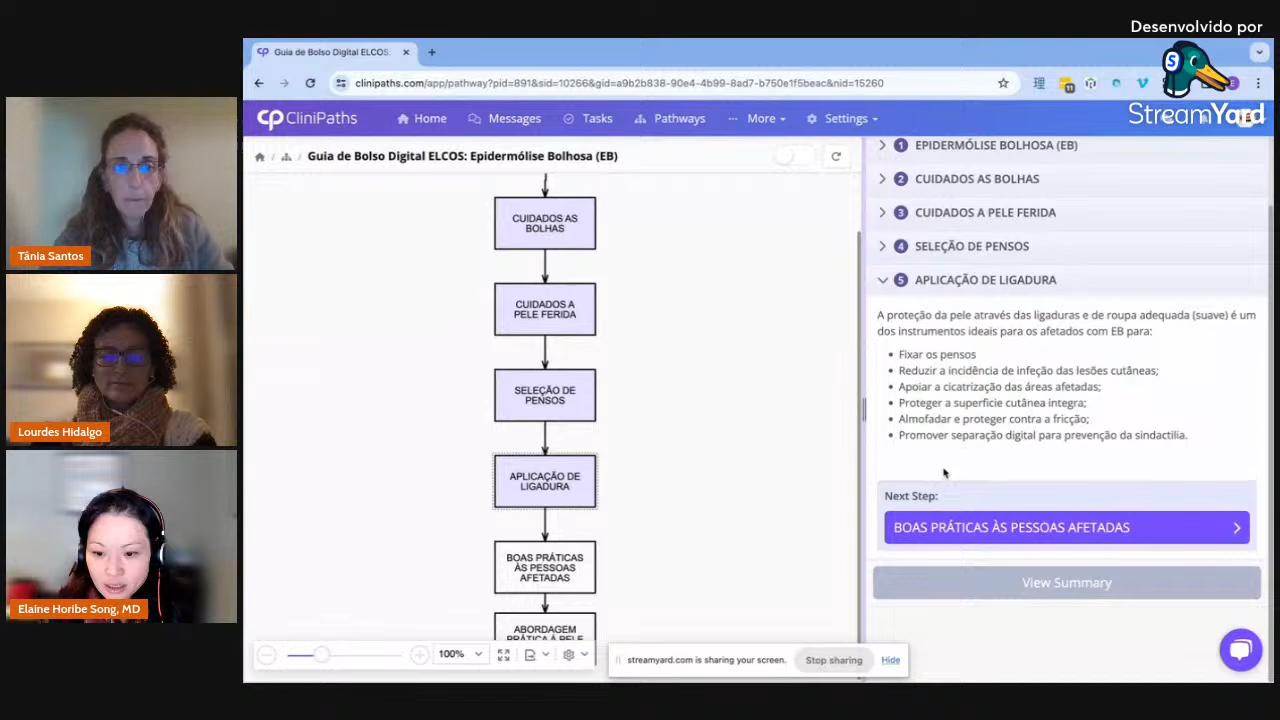 Desenvolvido por
StreamYard
Guia de Bolso Digital ELCOS:
clinipaths.com/app/pathway?pid=891&sid=10266&gid=a9b2b838-90e4-4b99-8ad7-b750e1f5beac&nid=15260
11
CliniPaths
Home
Messages
Tasks
Pathways
More
Settings
Guia de Bolso Digital ELCOS: Epidermólise Bolhosa (EB)
CUIDADOS AS
BOLHAS
CUIDADOS A
PELE FERIDA
SELEÇÃO DE
PENSOS
APLICAÇÃO DE
LIGADURA
BOAS PRÁTICAS
ÀS PESSOAS
AFETADAS
ABORDAGEM
PRÁTICA À PELE
100%
1 EPIDERMÓLISE BOLHOSA (EB)
2 CUIDADOS AS BOLHAS
3 CUIDADOS A PELE FERIDA
4 SELEÇÃO DE PENSOS
5 APLICAÇÃO DE LIGADURA
A proteção da pele através das ligaduras e de roupa adequada (suave) é um
dos instrumentos ideais para os afetados com EB para:
Fixar os pensos
Reduzir a incidência de infeção das lesões cutâneas;
Apoiar a cicatrização das áreas afetadas;
Proteger a superficie cutânea integra;
Almofadar e proteger contra a fricção;
Promover separação digital para prevenção da sindactilia.
Next Step:
BOAS PRÁTICAS ÀS PESSOAS AFETADAS
View Summary
streamyard.com is sharing your screen.
Stop sharing
Hide
Tânia Santos
Lourdes Hidalgo
Elaine Horibe Song, MD